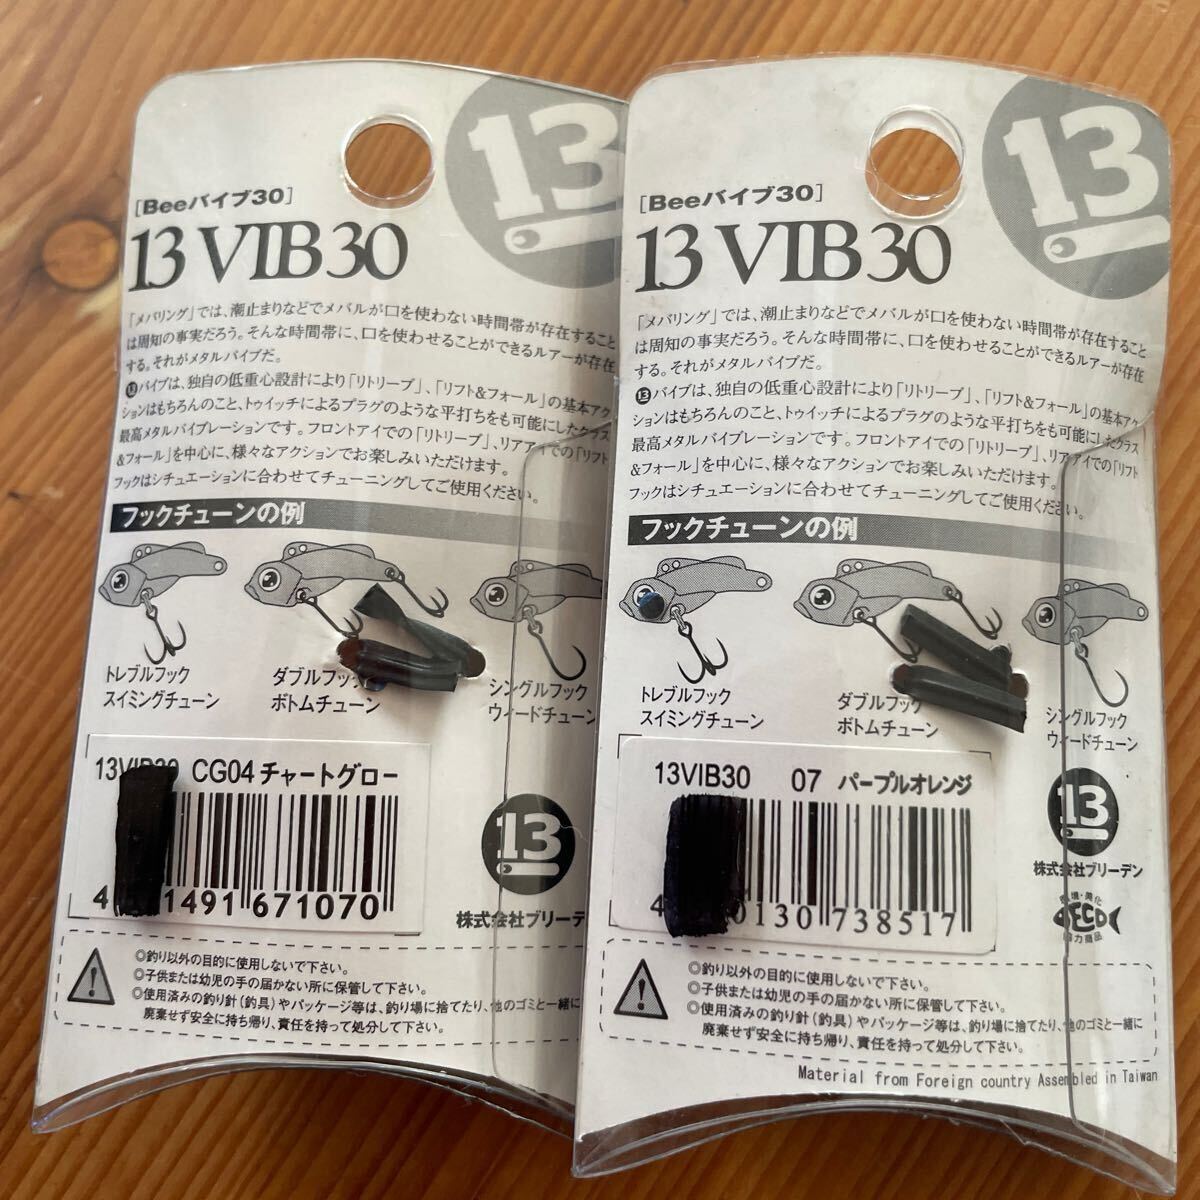 13
[Beeバイブ30]
13 VIB 30
「メバリング」では、潮止まりなどでメバルが口を使わない時間帯が存在すること
は周知の事実だろう。そんな時間帯に、口を使わせることができるルアーが存在
する。それがメタルバイブだ。
13バイブは、独自の低重心設計により「リトリーブ」、「リフト&フォール」の基本アク
ションはもちろんのこと、トゥイッチによるプラグのような平打ちをも可能にしたクラス
最高メタルバイブレーションです。フロントアイでの「リトリーブ」、リアアイでの「リフト
&フォール」を中心に、様々なアクションでお楽しみいただけます。
フックはシチュエーションに合わせてチューニングしてご使用ください。
フックチューンの例
トレブルフック
スイミングチューン
ダブルフック
ボトムチューン
シングルフック
ウィードチューン
13VIB30 CG04 チャートグロー
4 1491 671070
13
株式会社ブリーデン
◎釣り以外の目的に使用しないで下さい。
◎子供または幼児の手の届かない所に保管して下さい。
◎使用済みの釣り針(釣具)やパッケージ等は、釣り場に捨てたり、他のゴミと一緒に
廃棄せず安全に持ち帰り、責任を持って処分して下さい。
13
[Beeバイブ30]
13 VIB 30
「メバリング」では、潮止まりなどでメバルが口を使わない時間帯が存在すること
は周知の事実だろう。そんな時間帯に、口を使わせることができるルアーが存在
する。それがメタルバイブだ。
13バイブは、独自の低重心設計により「リトリーブ」、「リフト&フォール」の基本アク
ションはもちろんのこと、トゥイッチによるプラグのような平打ちをも可能にしたクラス
最高メタルバイブレーションです。フロントアイでの「リトリーブ」、リアアイでの「リフト
&フォール」を中心に、様々なアクションでお楽しみいただけます。
フックはシチュエーションに合わせてチューニングしてご使用ください。
フックチューンの例
トレブルフック
スイミングチューン
ダブルフック
ボトムチューン
シングルフック
ウィードチューン
13VIB30 07 パープルオレンジ
4 0130 738517
13
株式会社ブリーデン
環境・美化
ECO
協力商品
◎釣り以外の目的に使用しないで下さい。
◎子供または幼児の手の届かない所に保管して下さい。
◎使用済みの釣り針(釣具)やパッケージ等は、釣り場に捨てたり、他のゴミと一緒に
廃棄せず安全に持ち帰り、責任を持って処分して下さい。
Material from Foreign country Assembled in Taiwan